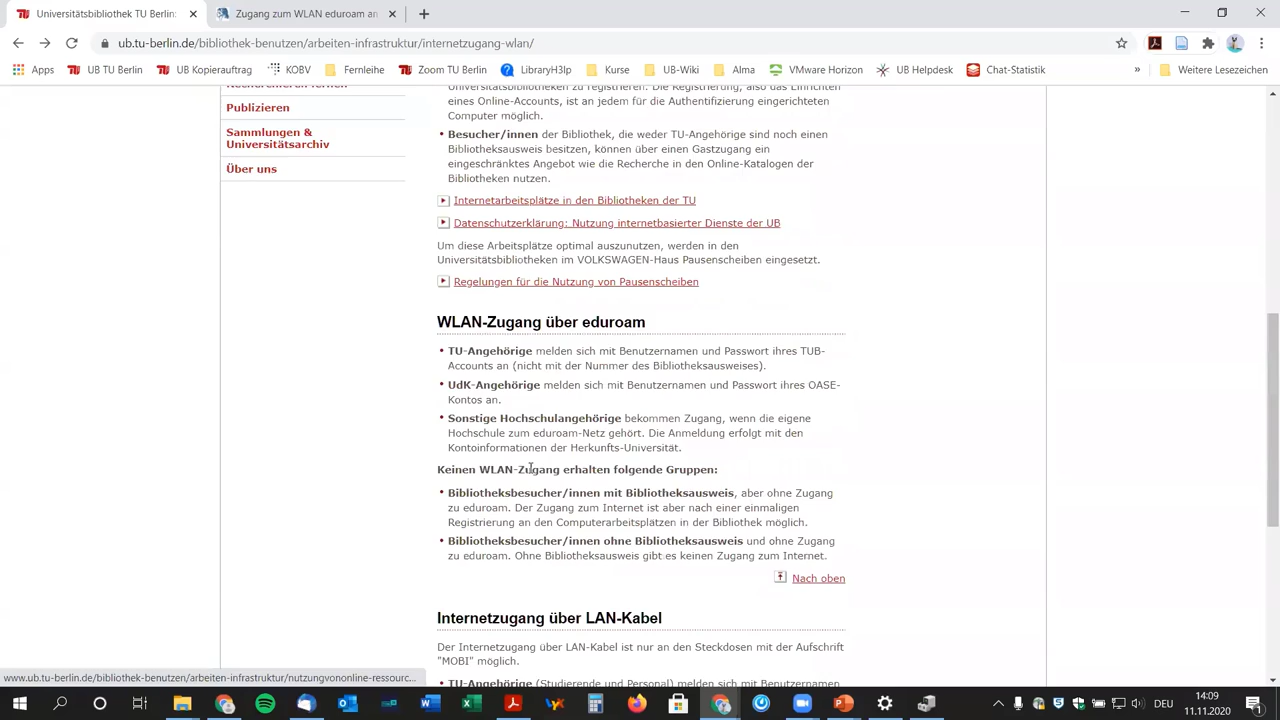 Universitätsbibliothek TU Berlin:
Zugang zum WLAN eduroam an
ub.tu-berlin.de/bibliothek-benutzen/arbeiten-infrastruktur/internetzugang-wlan/
Apps
UB TU Berlin
UB Kopierauftrag
KOBV
Fernleihe
Zoom TU Berlin
LibraryH3lp
Kurse
UB-Wiki
Alma
VMware Horizon
UB Helpdesk
Chat-Statistik
»
Weitere Lesezeichen
Publizieren
Sammlungen &
Universitätsarchiv
Über uns
Universitätsbibliotheken zu registrieren. Die Registrierung, also das Einrichten
eines Online-Accounts, ist an jedem für die Authentifizierung eingerichteten
Computer möglich.
• Besucher/innen der Bibliothek, die weder TU-Angehörige sind noch einen
Bibliotheksausweis besitzen, können über einen Gastzugang ein
eingeschränktes Angebot wie die Recherche in den Online-Katalogen der
Bibliotheken nutzen.
Internetarbeitsplätze in den Bibliotheken der TU
Datenschutzerklärung: Nutzung internetbasierter Dienste der UB
Um diese Arbeitsplätze optimal auszunutzen, werden in den
Universitätsbibliotheken im VOLKSWAGEN-Haus Pausenscheiben eingesetzt.
Regelungen für die Nutzung von Pausenscheiben
WLAN-Zugang über eduroam
• TU-Angehörige melden sich mit Benutzernamen und Passwort ihres TUB-
Accounts an (nicht mit der Nummer des Bibliotheksausweises).
• UdK-Angehörige melden sich mit Benutzernamen und Passwort ihres OASE-
Kontos an.
• Sonstige Hochschulangehörige bekommen Zugang, wenn die eigene
Hochschule zum eduroam-Netz gehört. Die Anmeldung erfolgt mit den
Kontoinformationen der Herkunfts-Universität.
Keinen WLAN-Zugang erhalten folgende Gruppen:
• Bibliotheksbesucher/innen mit Bibliotheksausweis, aber ohne Zugang
zu eduroam. Der Zugang zum Internet ist aber nach einer einmaligen
Registrierung an den Computerarbeitsplätzen in der Bibliothek möglich.
• Bibliotheksbesucher/innen ohne Bibliotheksausweis und ohne Zugang
zu eduroam. Ohne Bibliotheksausweis gibt es keinen Zugang zum Internet.
Nach oben
Internetzugang über LAN-Kabel
Der Internetzugang über LAN-Kabel ist nur an den Steckdosen mit der Aufschrift
"MOBI" möglich.
• TU-Angehörige (Studierende und Personal) melden sich mit Benutzernamen
www.ub.tu-berlin.de/bibliothek-benutzen/arbeiten-infrastruktur/nutzungvononline-ressourc...
DEU
14:09
11.11.2020